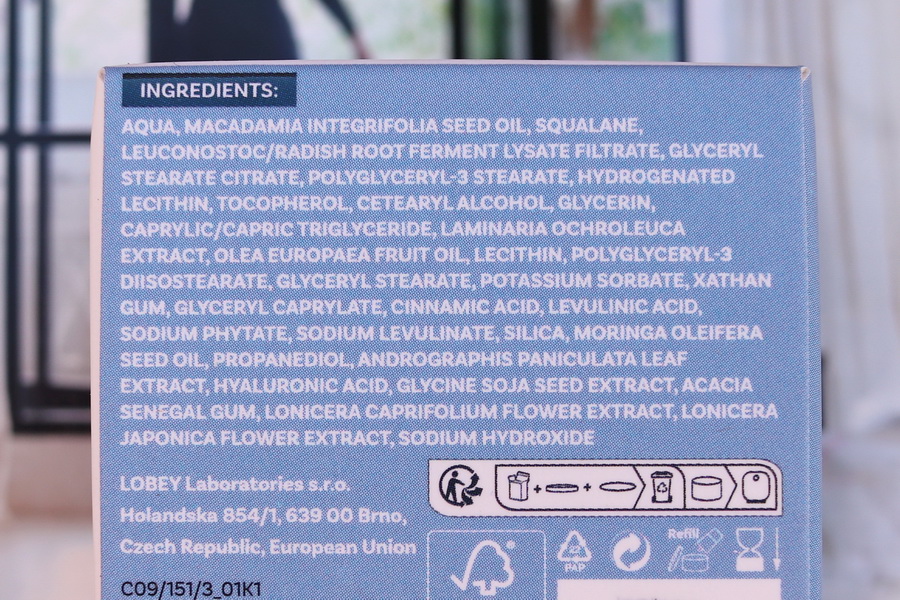 INGREDIENTS:
AQUA, MACADAMIA INTEGRIFOLIA SEED OIL, SQUALANE,
LEUCONOSTOC/RADISH ROOT FERMENT LYSATE FILTRATE, GLYCERYL
STEARATE CITRATE, POLYGLYCERYL-3 STEARATE, HYDROGENATED
LECITHIN, TOCOPHEROL, CETEARYL ALCOHOL, GLYCERIN,
CAPRYLIC/CAPRIC TRIGLYCERIDE, LAMINARIA OCHROLEUCA
EXTRACT, OLEA EUROPAEA FRUIT OIL, LECITHIN, POLYGLYCERYL-3
DIISOSTEARATE, GLYCERYL STEARATE, POTASSIUM SORBATE, XATHAN
GUM, GLYCERYL CAPRYLATE, CINNAMIC ACID, LEVULINIC ACID,
SODIUM PHYTATE, SODIUM LEVULINATE, SILICA, MORINGA OLEIFERA
SEED OIL, PROPANEDIOL, ANDROGRAPHIS PANICULATA LEAF
EXTRACT, HYALURONIC ACID, GLYCINE SOJA SEED EXTRACT, ACACIA
SENEGAL GUM, LONICERA CAPRIFOLIUM FLOWER EXTRACT, LONICERA
JAPONICA FLOWER EXTRACT, SODIUM HYDROXIDE
LOBEY Laboratories s.r.o.
Holandska 854/1, 639 00 Brno,
Czech Republic, European Union
C09/151/3_01K1
+ +
PAP
Refill